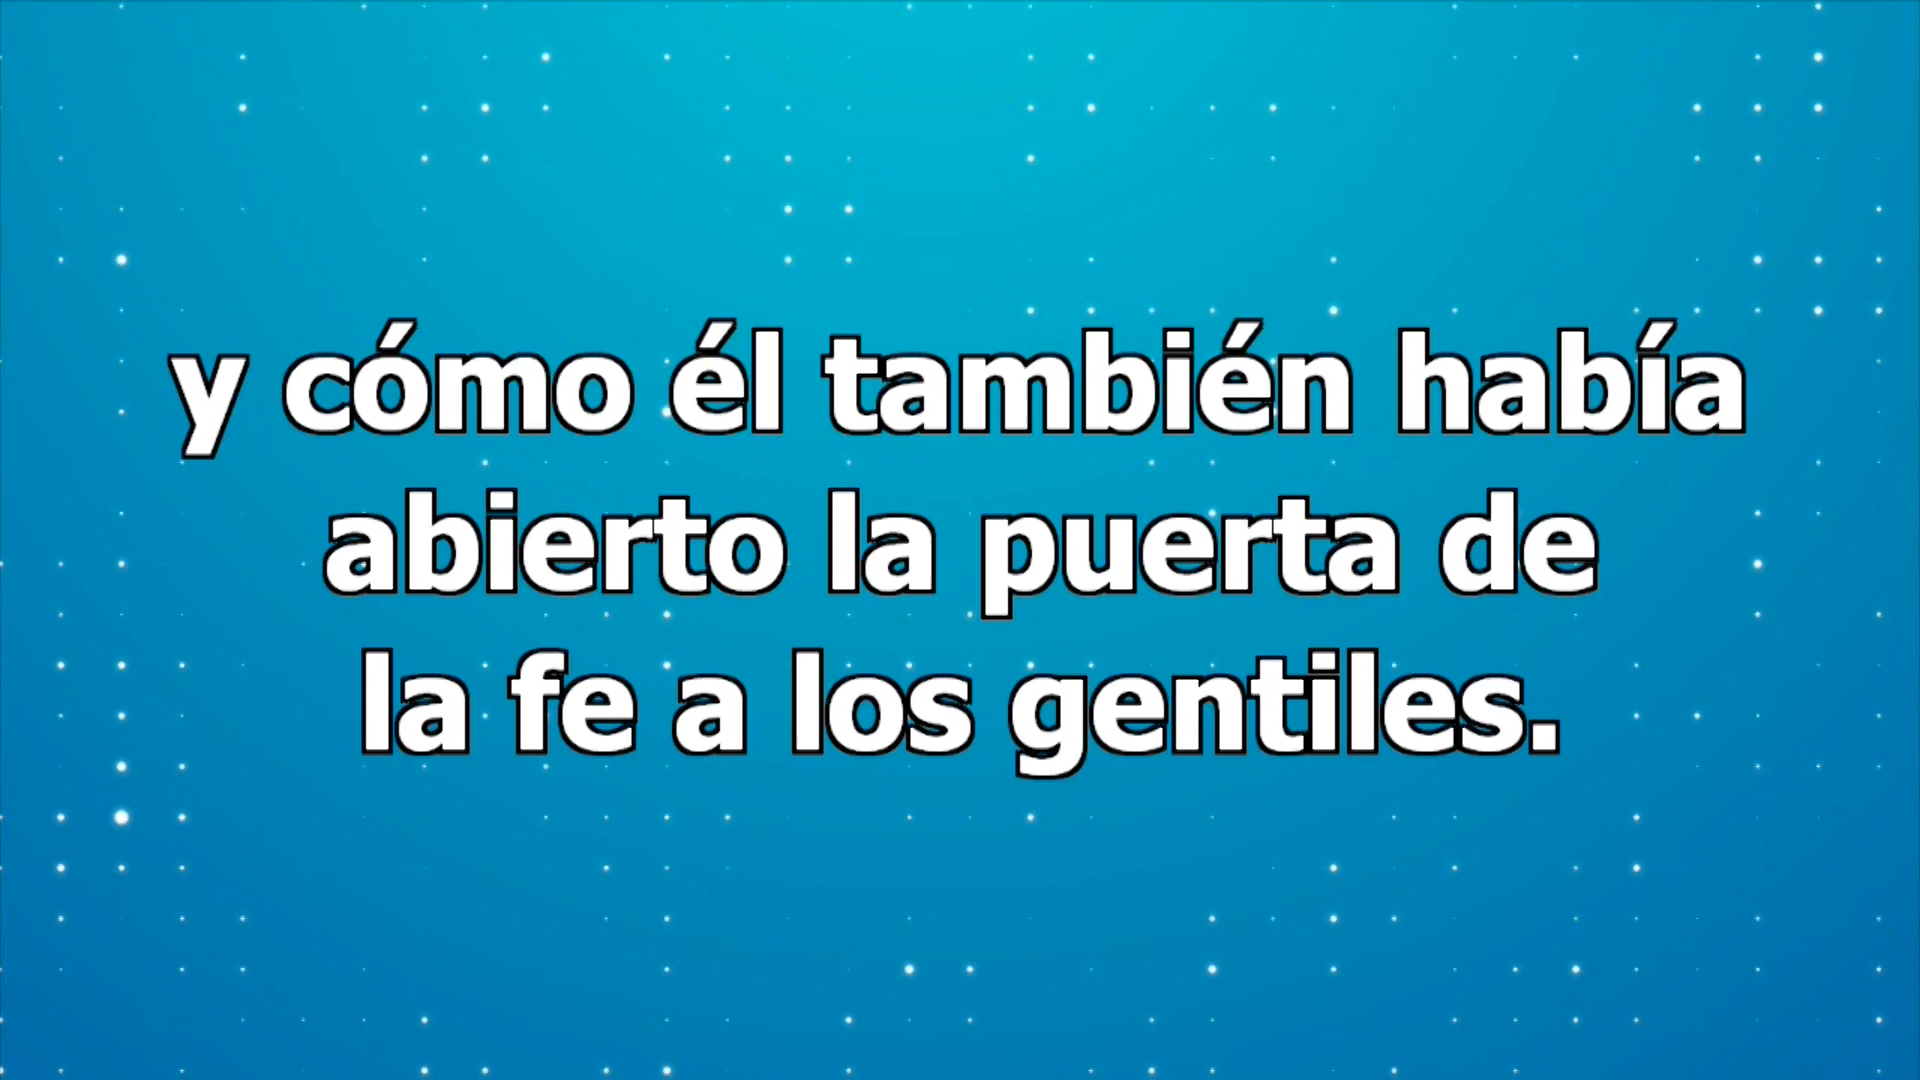 y cómo él también había
abierto la puerta de
la fe a los gentiles.